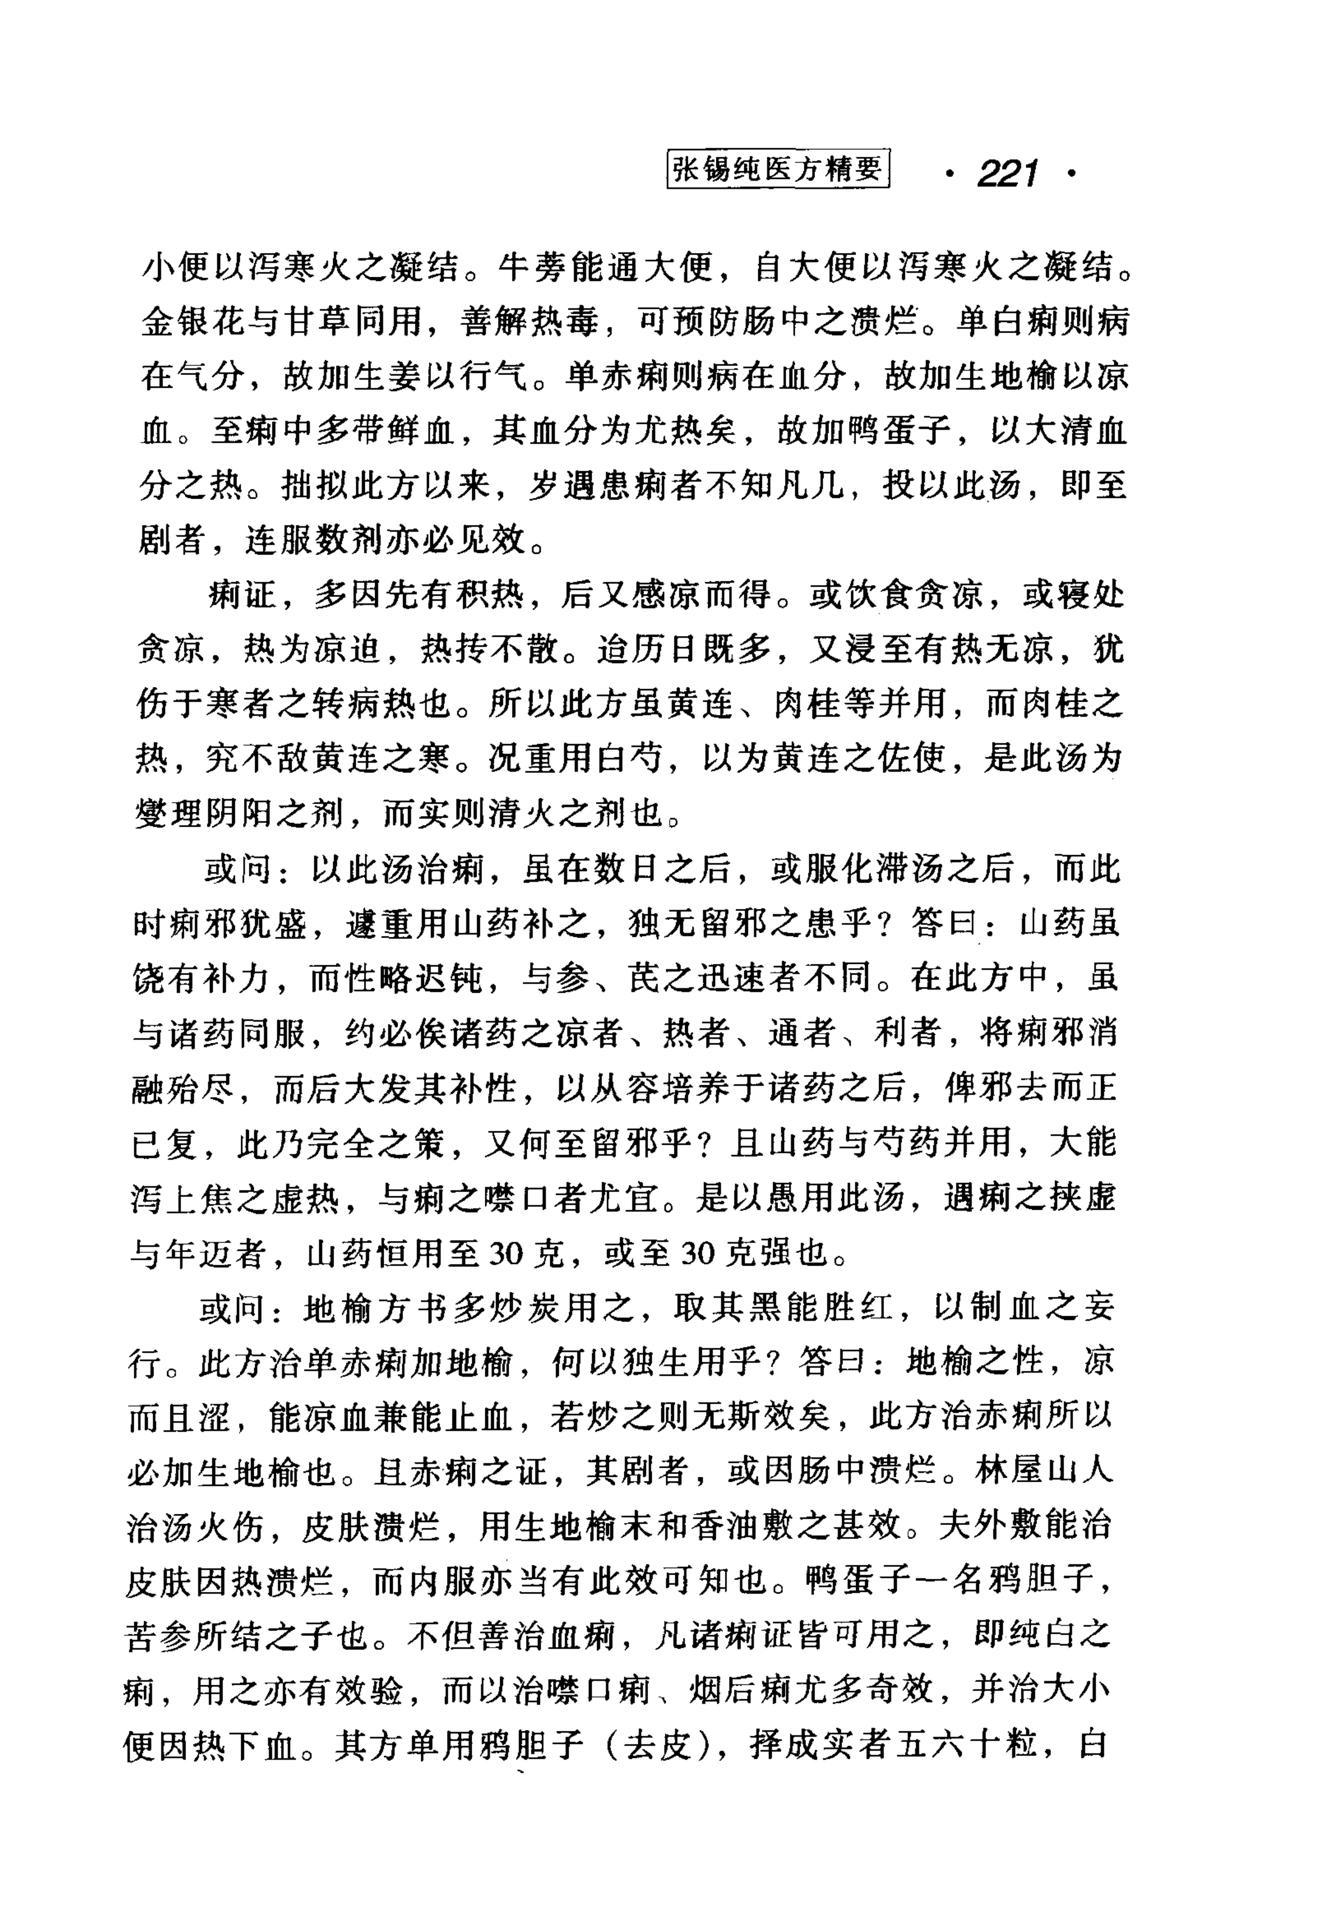 张锡纯医方精要 · 221 ·
小便以泻寒火之凝结。牛蒡能通大便，自大便以泻寒火之凝结。
金银花与甘草同用，善解热毒，可预防肠中之溃烂。单白痢则病
在气分，故加生姜以行气。单赤痢则病在血分，故加生地榆以凉
血。至痢中多带鲜血，其血分为尤热矣，故加鸭蛋子，以大清血
分之热。拙拟此方以来，岁遇患痢者不知凡几，投以此汤，即至
剧者，连服数剂亦必见效。
痢证，多因先有积热，后又感凉而得。或饮食贪凉，或寝处
贪凉，热为凉迫，热抟不散。迨历日既多，又浸至有热无凉，犹
伤于寒者之转病热也。所以此方虽黄连、肉桂等并用，而肉桂之
热，究不敌黄连之寒。况重用白芍，以为黄连之佐使，是此汤为
燮理阴阳之剂，而实则清火之剂也。
或问：以此汤治痢，虽在数日之后，或服化滞汤之后，而此
时痢邪犹盛，遽重用山药补之，独无留邪之患乎？答曰：山药虽
饶有补力，而性略迟钝，与参、芪之迅速者不同。在此方中，虽
与诸药同服，约必俟诸药之凉者、热者、通者、利者，将痢邪消
融殆尽，而后大发其补性，以从容培养于诸药之后，俾邪去而正
已复，此乃完全之策，又何至留邪乎？且山药与芍药并用，大能
泻上焦之虚热，与痢之噤口者尤宜。是以愚用此汤，遇痢之挟虚
与年迈者，山药恒用至 30 克，或至 30 克强也。
或问：地榆方书多炒炭用之，取其黑能胜红，以制血之妄
行。此方治单赤痢加地榆，何以独生用乎？答曰：地榆之性，凉
而且涩，能凉血兼能止血，若炒之则无斯效矣，此方治赤痢所以
必加生地榆也。且赤痢之证，其剧者，或因肠中溃烂。林屋山人
治汤火伤，皮肤溃烂，用生地榆末和香油敷之甚效。夫外敷能治
皮肤因热溃烂，而内服亦当有此效可知也。鸭蛋子一名鸦胆子，
苦参所结之子也。不但善治血痢，凡诸痢证皆可用之，即纯白之
痢，用之亦有效验，而以治噤口痢、烟后痢尤多奇效，并治大小
便因热下血。其方单用鸦胆子（去皮），择成实者五六十粒，白